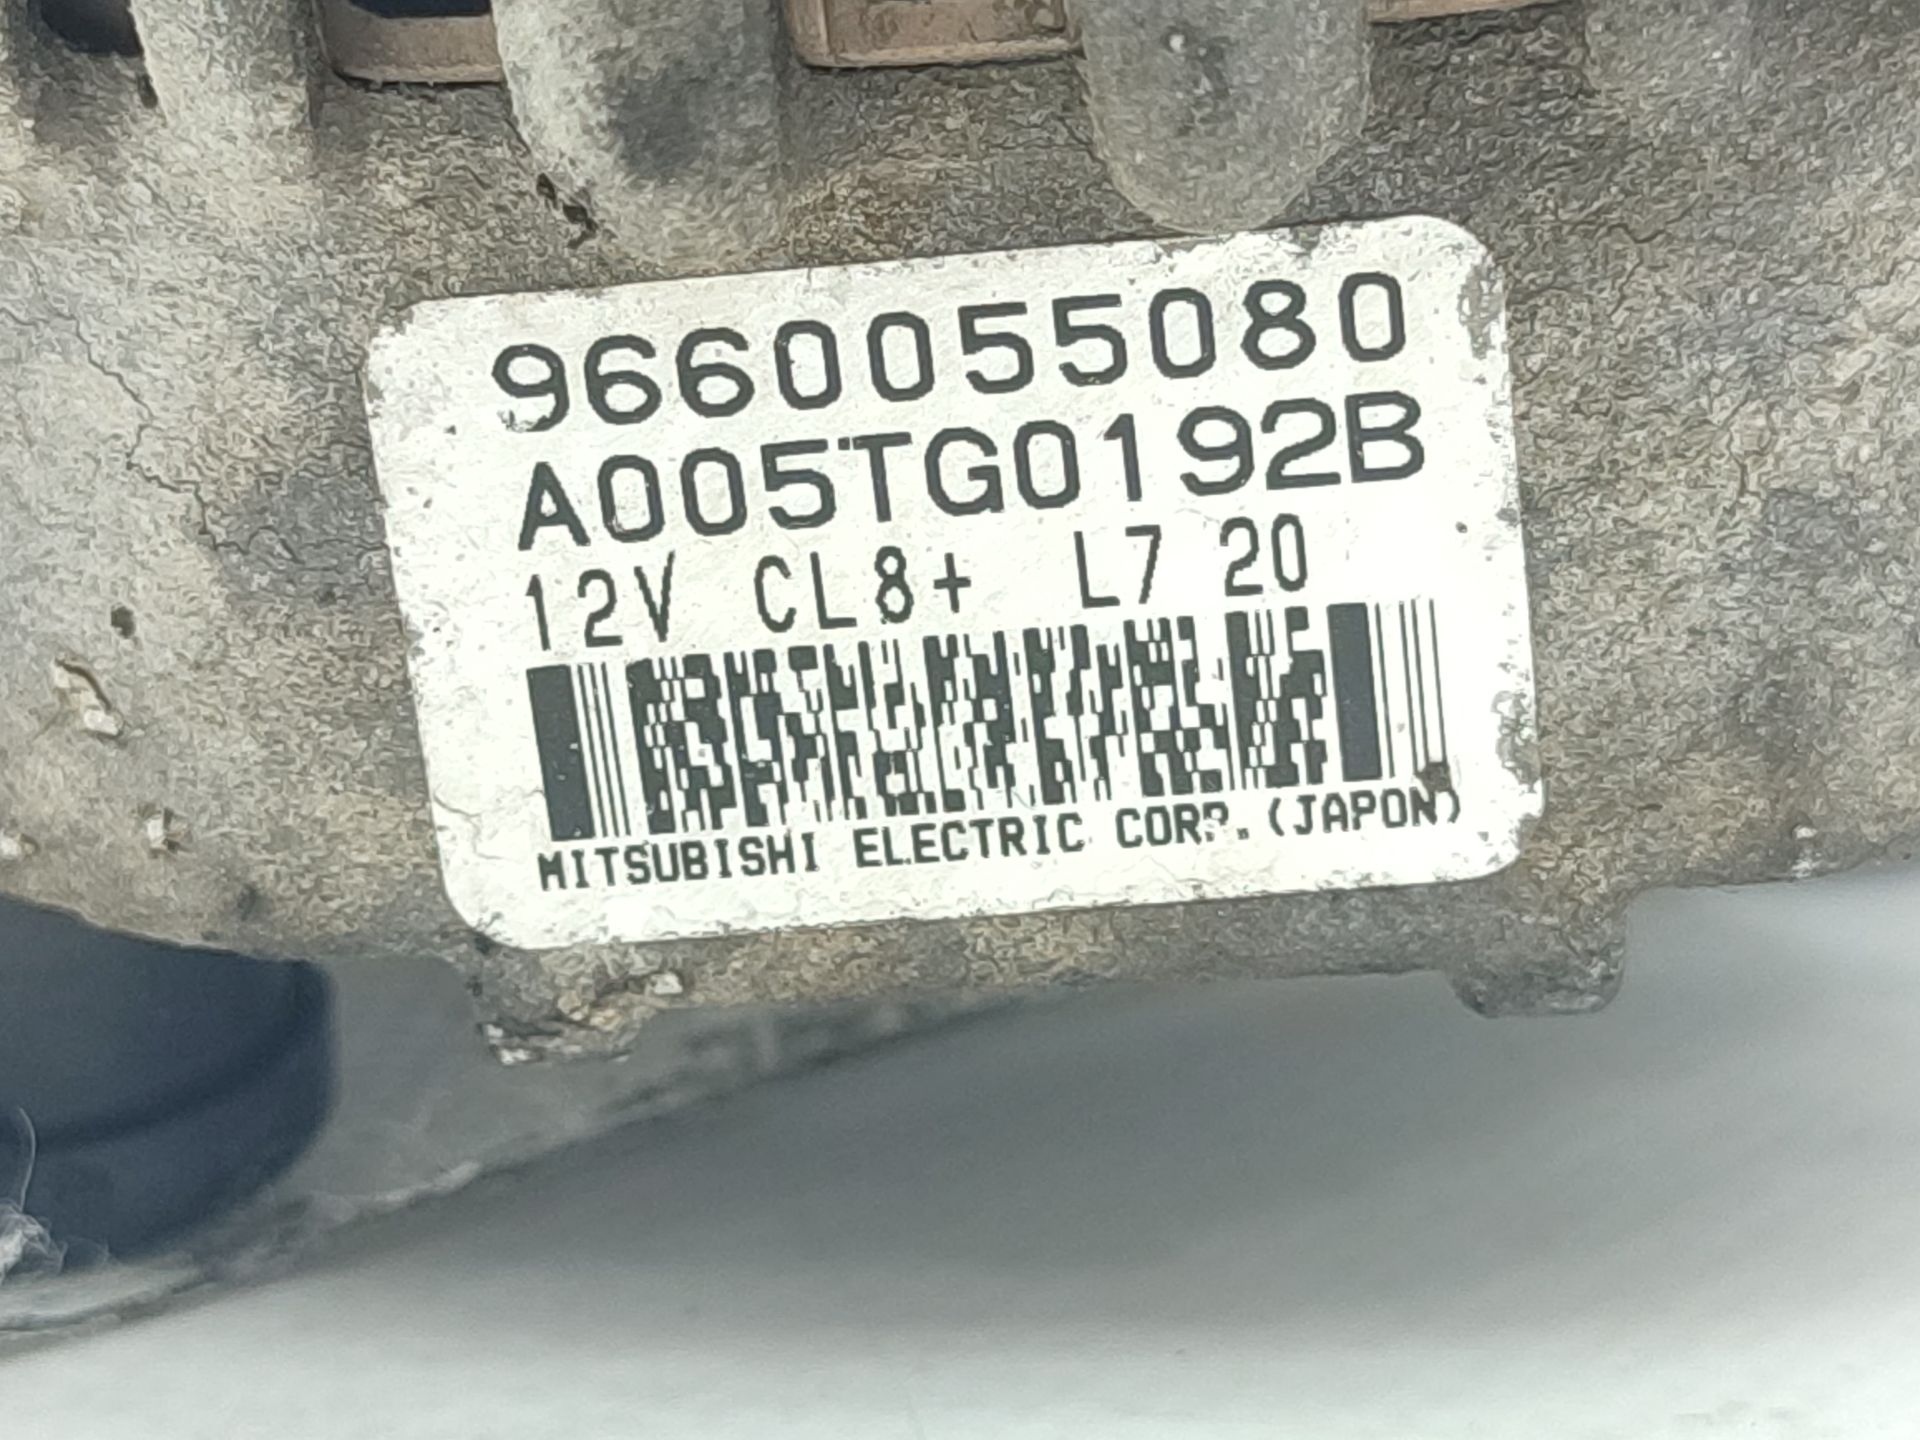 9660055080
A005TG0192B
12V CL8+ L7 20
MITSUBISHI ELECTRIC CORP. (JAPON)